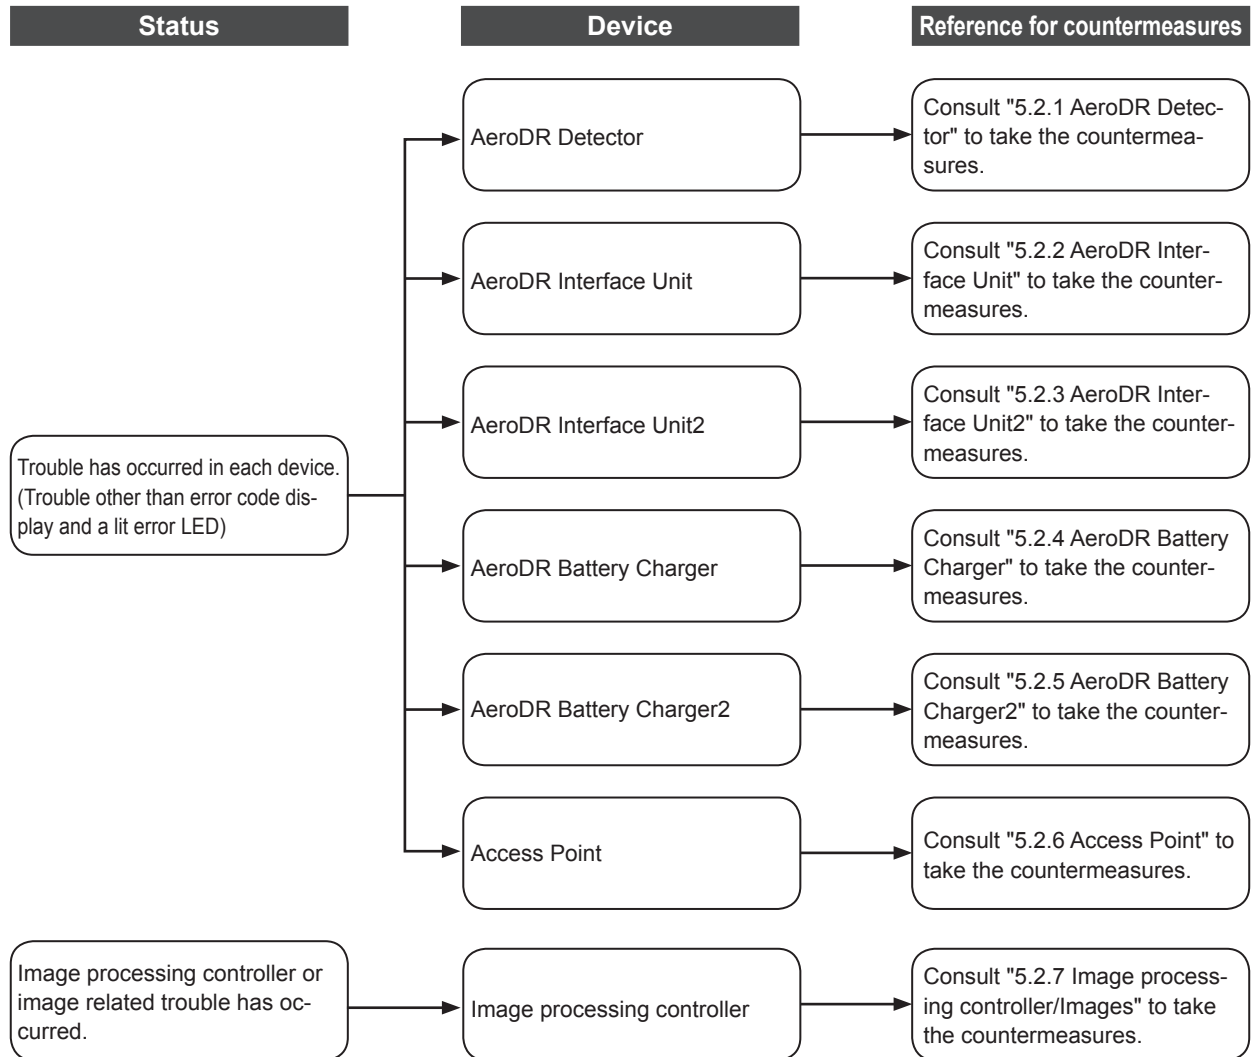 Status
Device
Reference for countermeasures
AeroDR Detector
Consult "5.2.1 AeroDR Detec-
tor" to take the countermea-
sures.
AeroDR Interface Unit
Consult "5.2.2 AeroDR Inter-
face Unit" to take the counter-
measures.
AeroDR Interface Unit2
Consult "5.2.3 AeroDR Inter-
face Unit2" to take the counter-
measures.
Trouble has occurred in each device.
(Trouble other than error code dis-
play and a lit error LED)
AeroDR Battery Charger
Consult "5.2.4 AeroDR Battery
Charger" to take the counter-
measures.
AeroDR Battery Charger2
Consult "5.2.5 AeroDR Battery
Charger2" to take the counter-
measures.
Access Point
Consult "5.2.6 Access Point" to
take the countermeasures.
Image processing controller or
image related trouble has oc-
curred.
Image processing controller
Consult "5.2.7 Image process-
ing controller/Images" to take
the countermeasures.